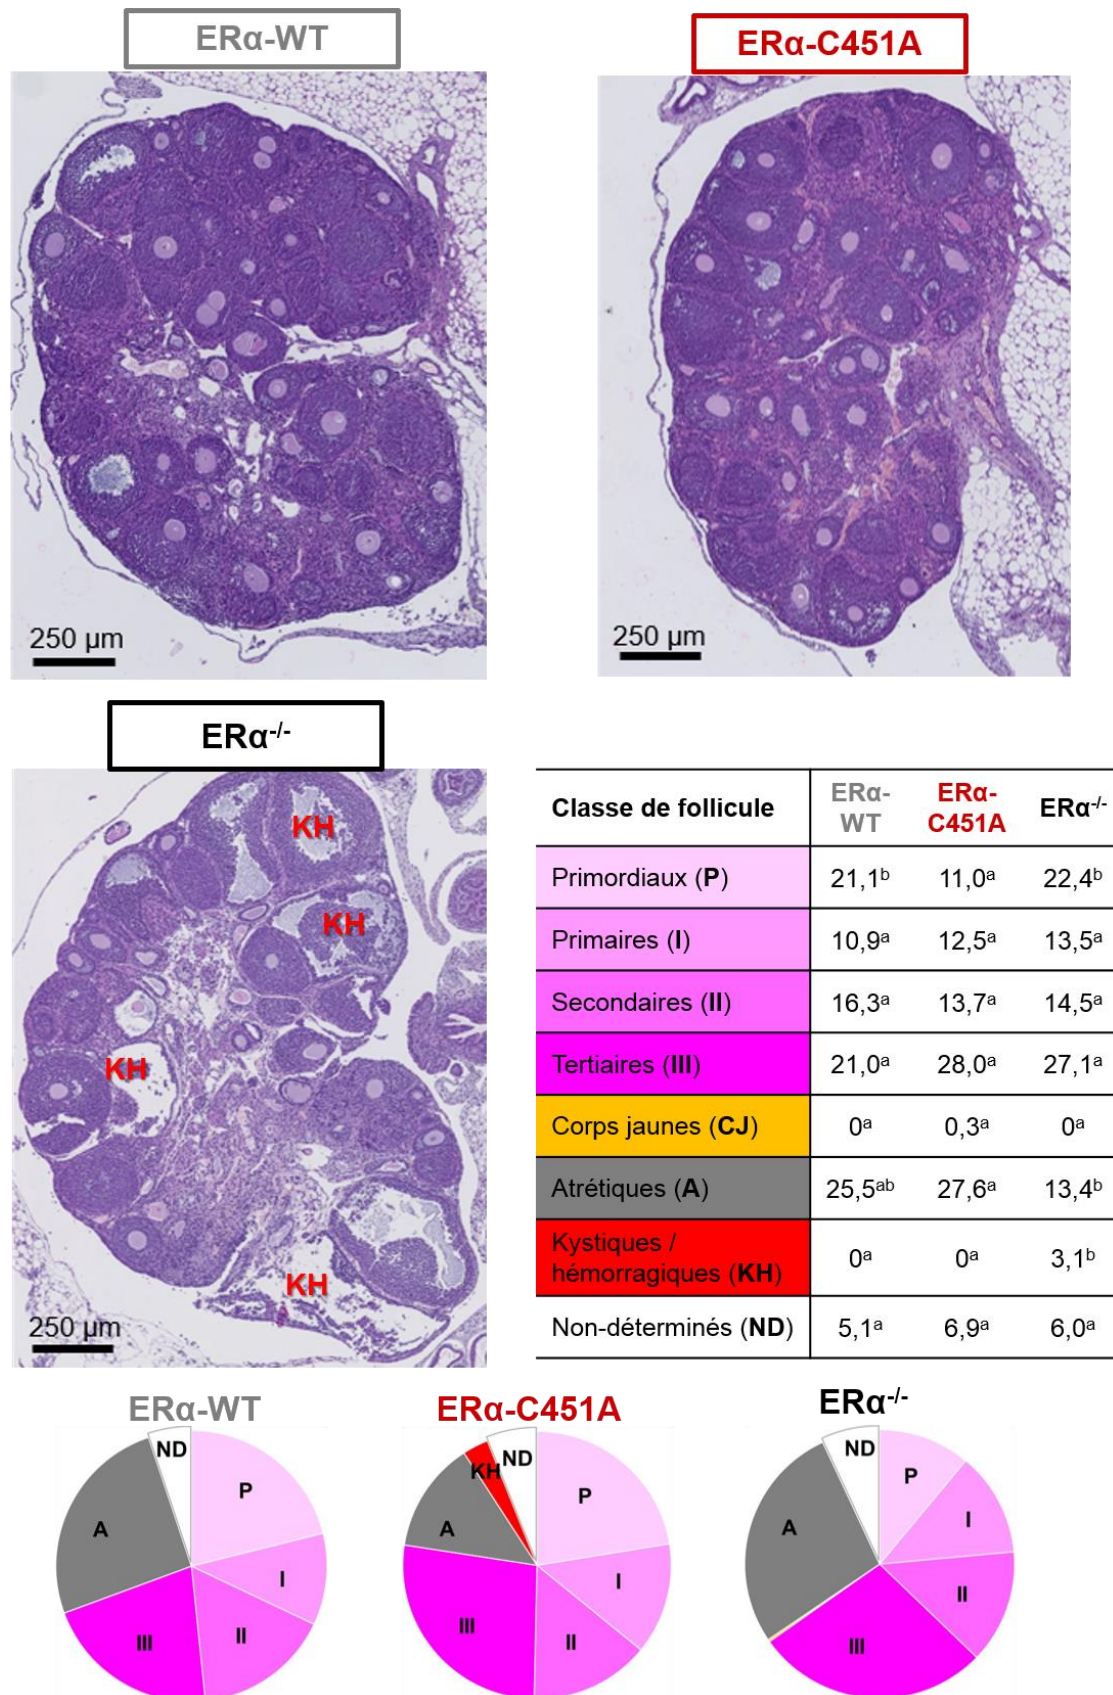 ERα-WT
ERα-C451A
250 µm
250 µm
ERα-/-
KH
KH
KH
KH
250 µm
Classe de follicule ERα-WT ERα-C451A ERα-/-
Primordiaux (P) 21,1b 11,0a 22,4b
Primaires (I) 10,9a 12,5a 13,5a
Secondaires (II) 16,3a 13,7a 14,5a
Tertiaires (III) 21,0a 28,0a 27,1a
Corps jaunes (CJ) 0a 0,3a 0a
Atrétiques (A) 25,5ab 27,6a 13,4b
Kystiques /
hémorragiques (KH) 0a 0a 3,1b
Non-déterminés (ND) 5,1a 6,9a 6,0a
ERα-WT
ND
P
A
I
II
III
ERα-C451A
KH
ND
P
A
I
II
III
ERα-/-
ND
P
A
I
II
III